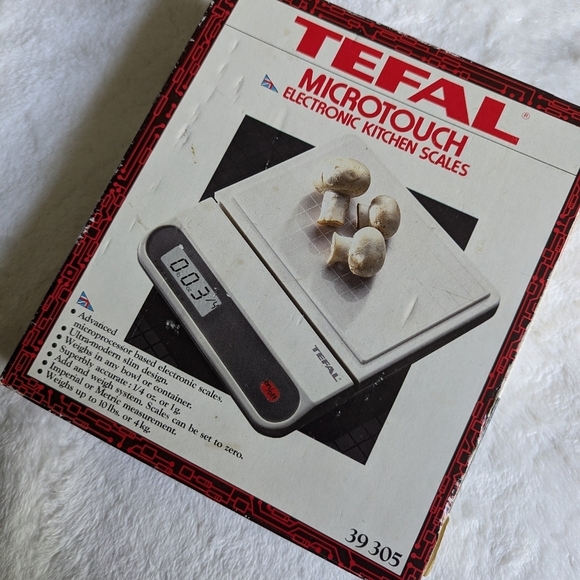 TEFAL®
MICROTOUCH
ELECTRONIC KITCHEN SCALES
TEFAL
• Advanced
microprocessor based electronic scales.
• Ultra-modern slim design.
• Weighs in any bowl or container.
• Superbly accurate: 1/4 oz. or 1g.
• Add and weigh system. Scales can be set to zero.
• Imperial or Metric measurement.
• Weighs up to 10 lbs. or 4 kg.
39 305